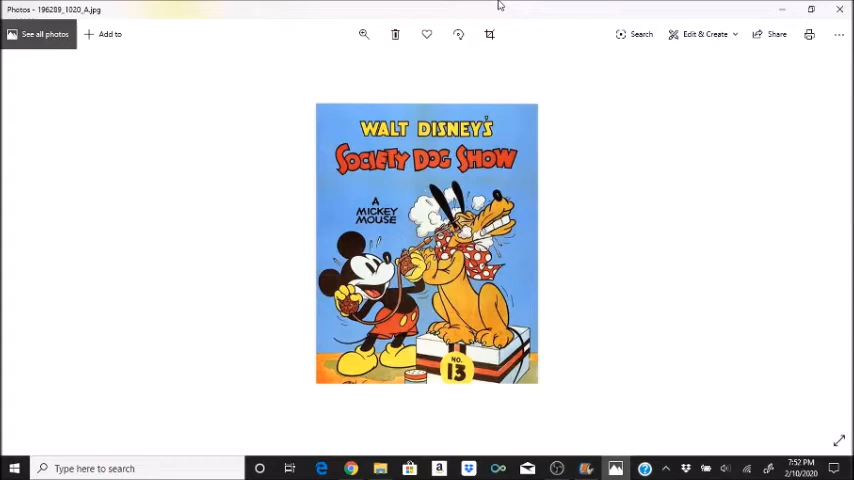 Photos - 196289_1020_A.jpg
See all photos
Add to
Search
Edit & Create
Share
WALT DISNEY'S
SOCIETY DOG SHOW
A
MICKEY
MOUSE
NO.
13
Type here to search
7:52 PM
2/10/2020